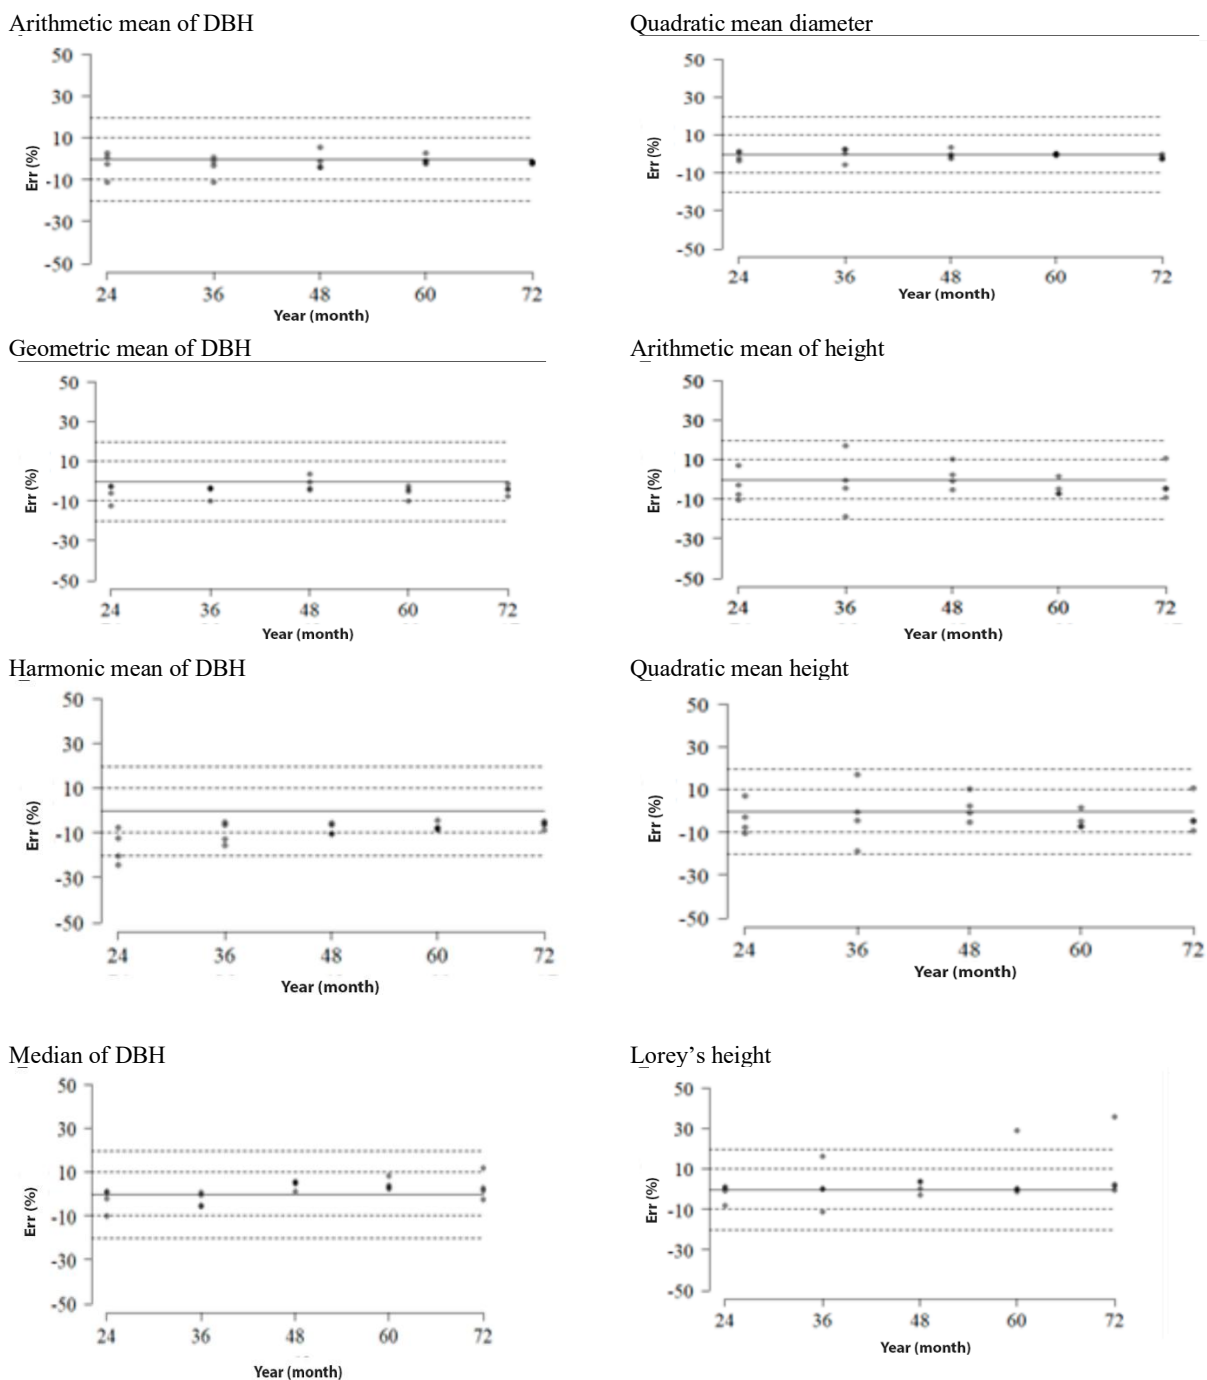 Arithmetic mean of DBH
50
30
10
-10
-30
-50
Err (%)
24 36 48 60 72
Year (month)
Quadratic mean diameter
50
30
10
-10
-30
-50
Err (%)
24 36 48 60 72
Year (month)
Geometric mean of DBH
50
30
10
-10
-30
-50
Err (%)
24 36 48 60 72
Year (month)
Arithmetic mean of height
50
30
10
-10
-30
-50
Err (%)
24 36 48 60 72
Year (month)
Harmonic mean of DBH
50
30
10
-10
-30
-50
Err (%)
24 36 48 60 72
Year (month)
Quadratic mean height
50
30
10
-10
-30
-50
Err (%)
24 36 48 60 72
Year (month)
Median of DBH
50
30
10
-10
-30
-50
Err (%)
24 36 48 60 72
Year (month)
Lorey’s height
50
30
10
-10
-30
-50
Err (%)
24 36 48 60 72
Year (month)